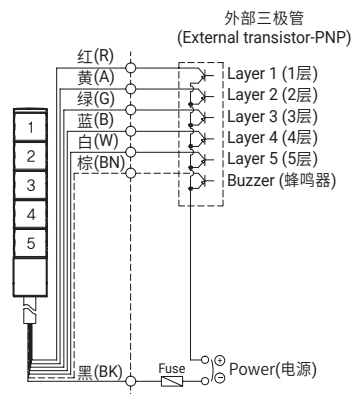 外部三极管
(External transistor-PNP)
红(R)
黄(A)
绿(G)
蓝(B)
白(W)
棕(BN)
Layer 1 (1层)
Layer 2 (2层)
Layer 3 (3层)
Layer 4 (4层)
Layer 5 (5层)
Buzzer (蜂鸣器)
1
2
3
4
5
黑(BK)
Fuse
Power(电源)